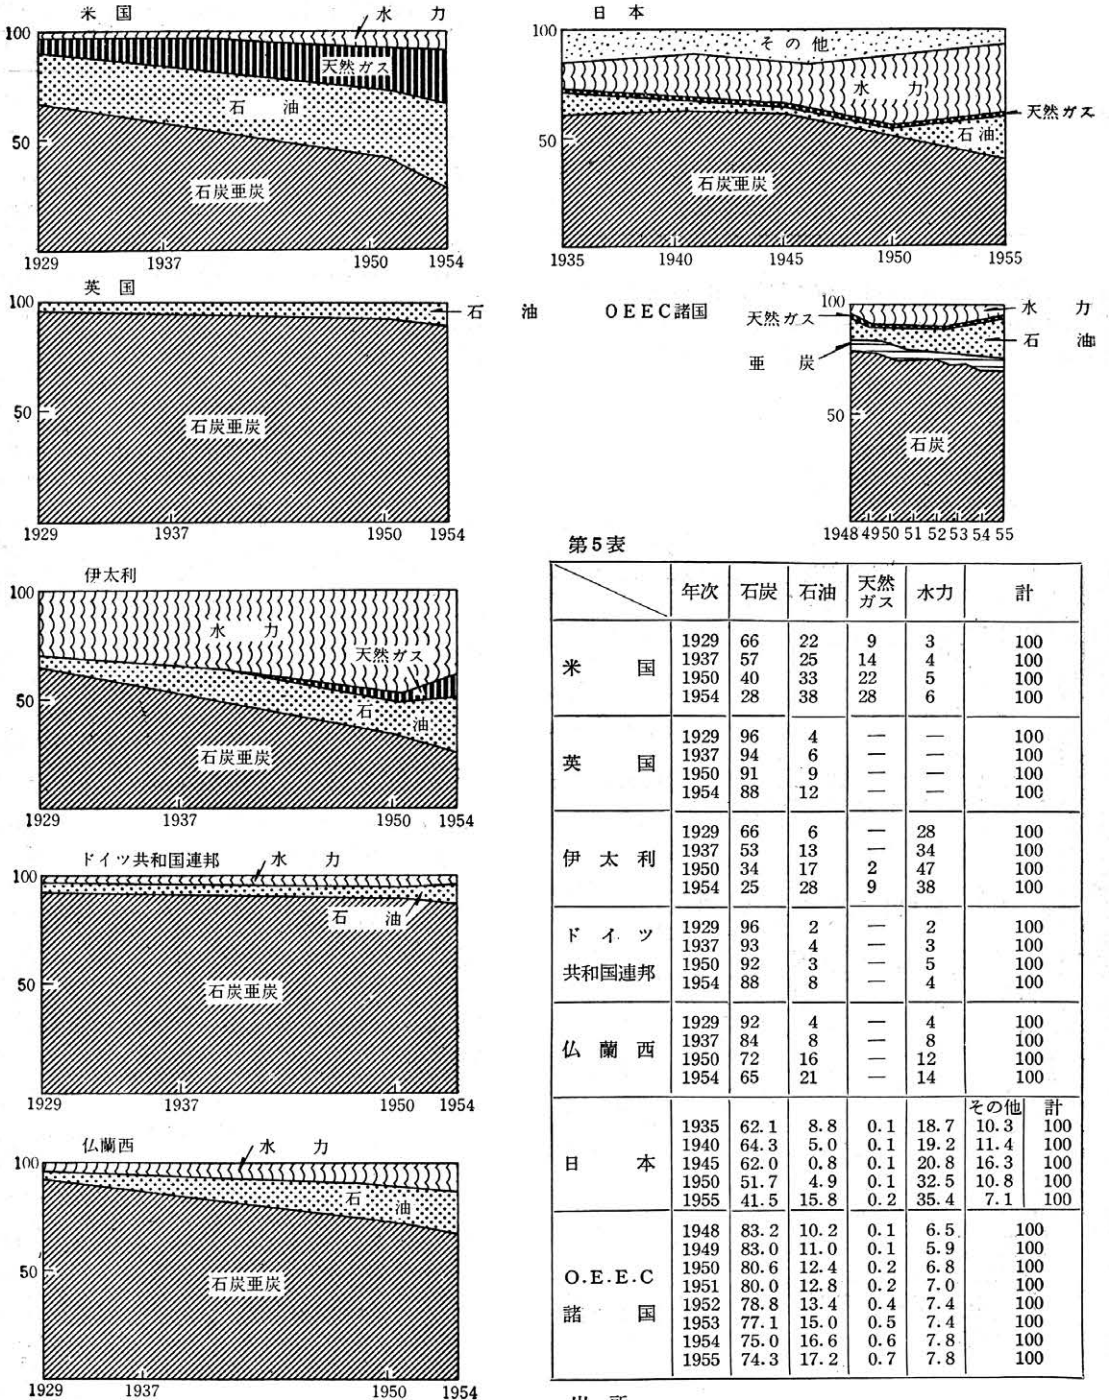 米国
水力
100
天然ガス
石油
50
石炭亜炭
1929 1937 1950 1954
日本
100
その他
水力
天然ガス
石油
50
石炭亜炭
1935 1940 1945 1950 1955
英国
100
石油
50
石炭亜炭
1929 1937 1950 1954
OEEC諸国
100
水力
天然ガス
石油
亜炭
50
石炭
1948 49 50 51 52 53 54 55
伊太利
100
水力
天然ガス
石油
50
石炭亜炭
1929 1937 1950 1954
ドイツ共和国連邦
水力
100
石油
50
石炭亜炭
1929 1937 1950 1954
仏蘭西
水力
100
石油
50
石炭亜炭
1929 1937 1950 1954
第5表
年次 石炭 石油 天然ガス 水力 計
米国
1929 66 22 9 3 100
1937 57 25 14 4 100
1950 40 33 22 5 100
1954 28 38 28 6 100
英国
1929 96 4 — — 100
1937 94 6 — — 100
1950 91 9 — — 100
1954 88 12 — — 100
伊太利
1929 66 6 — 28 100
1937 53 13 — 34 100
1950 34 17 2 47 100
1954 25 28 9 38 100
ドイツ
共和国連邦
1929 96 2 — 2 100
1937 93 4 — 3 100
1950 92 3 — 5 100
1954 88 8 — 4 100
仏蘭西
1929 92 4 — 4 100
1937 84 8 — 8 100
1950 72 16 — 12 100
1954 65 21 — 14 100
日本
その他 計
1935 62.1 8.8 0.1 18.7 10.3 100
1940 64.3 5.0 0.1 19.2 11.4 100
1945 62.0 0.8 0.1 20.8 16.3 100
1950 51.7 4.9 0.1 32.5 10.8 100
1955 41.5 15.8 0.2 35.4 7.1 100
O.E.E.C
諸国
1948 83.2 10.2 0.1 6.5 100
1949 83.0 11.0 0.1 5.9 100
1950 80.6 12.4 0.2 6.8 100
1951 80.0 12.8 0.2 7.0 100
1952 78.8 13.4 0.4 7.4 100
1953 77.1 15.0 0.5 7.4 100
1954 75.0 16.6 0.6 7.8 100
1955 74.3 17.2 0.7 7.8 100